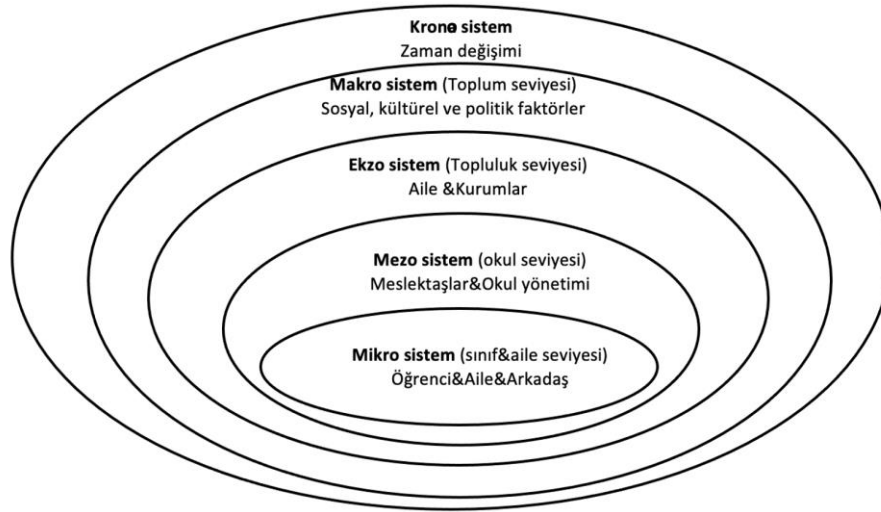 Krono sistem
Zaman değişimi
Makro sistem (Toplum seviyesi)
Sosyal, kültürel ve politik faktörler
Ekzo sistem (Topluluk seviyesi)
Aile &Kurumlar
Mezo sistem (okul seviyesi)
Meslektaşlar&Okul yönetimi
Mikro sistem (sınıf&aile seviyesi)
Öğrenci&Aile&Arkadaş